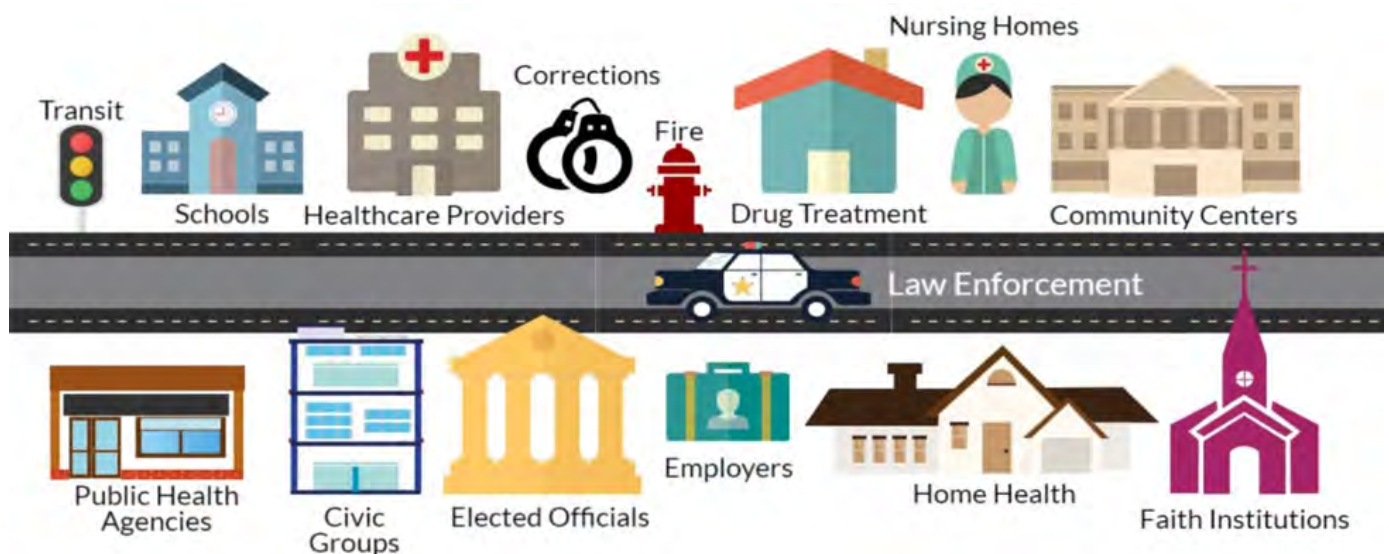 Nursing Homes
Corrections
Transit
Fire
Schools
Healthcare Providers
Drug Treatment
Community Centers
Law Enforcement
Public Health
Agencies
Civic
Groups
Elected Officials
Employers
Home Health
Faith Institutions